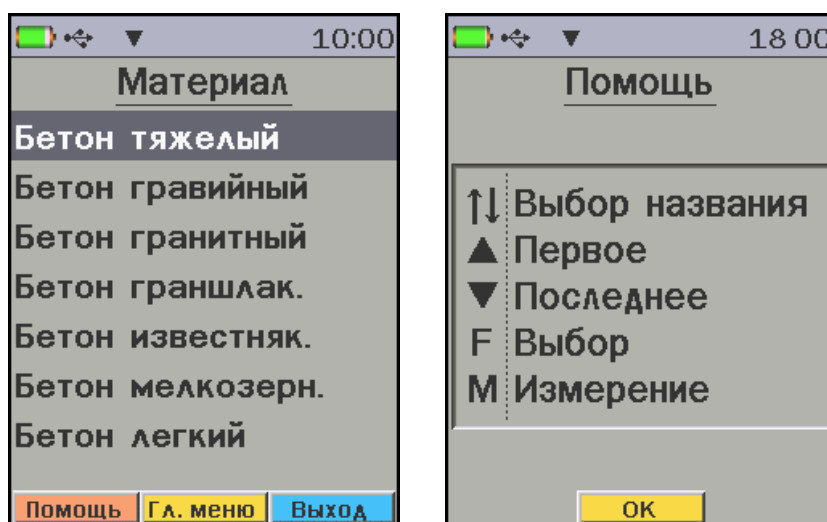 10:00
Материал
Бетон тяжелый
Бетон гравийный
Бетон гранитный
Бетон граншлак.
Бетон известняк.
Бетон мелкозерн.
Бетон легкий
Помощь Гл. меню Выход
18 00
Помощь
↑↓ Выбор названия
▲ Первое
▼ Последнее
F Выбор
М Измерение
ОК